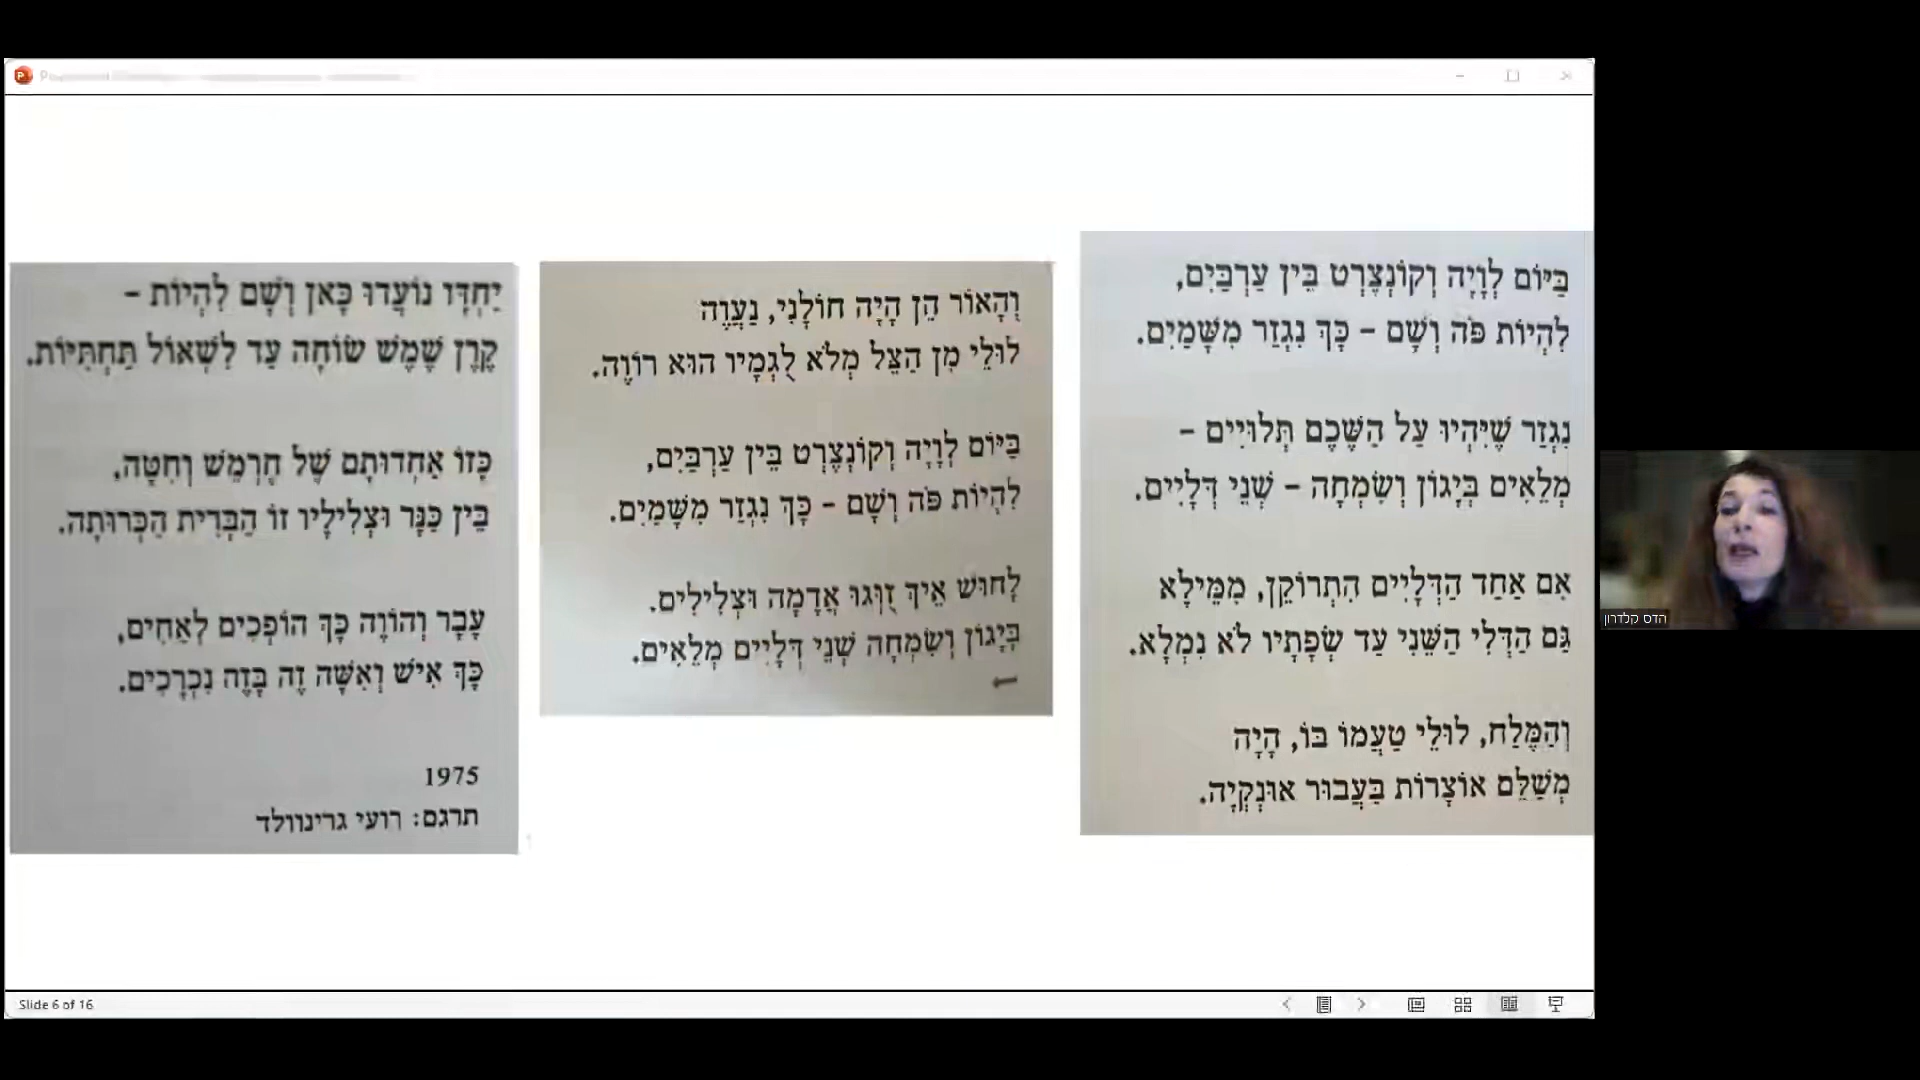 בַּיּוֹם לְוָיָה וְקוֹנְצֶרְט בֵּין עַרְבַּיִם,
לִהְיוֹת פֹּה וְשָׁם – כָּךְ נִגְזַר מִשָּׁמַיִם.
נִגְזַר שֶׁיִּהְיוּ עַל הַשֶּׁכֶם תְּלוּיִים –
מְלֵאִים בְּיָגוֹן וְשִׂמְחָה – שְׁנֵי דְּלָיִים.
אִם אַחַד הַדְּלָיִים הִתְרוֹקֵן, מִמֵּילָא
גַּם הַדְּלִי הַשֵּׁנִי עַד שְׂפָתָיו לֹא נִמְלָא.
וְהַמֶּלַח, לוּלֵי טַעֲמוֹ בּוֹ, הָיָה
מְשַׁלֵּם אוֹצָרוֹת בַּעֲבוּר אוּנְקִיָּה.
וְהָאוֹר הֵן הָיָה חוֹלָנִי, נַעֲוֶה
לוּלֵי מִן הַצֵּל מְלֹא לֻגְמָיו הוּא רוֹוֶה.
בַּיּוֹם לְוָיָה וְקוֹנְצֶרְט בֵּין עַרְבַּיִם,
לִהְיוֹת פֹּה וְשָׁם – כָּךְ נִגְזַר מִשָּׁמַיִם.
לָחוּשׁ אֵיךְ זֻוְּגוּ אֲדָמָה וּצְלִילִים.
בְּיָגוֹן וְשִׂמְחָה שְׁנֵי דְּלָיִים מְלֵאִים.
יַחְדָּו נוֹעֲדוּ כָּאן וְשָׁם לִהְיוֹת –
קֶרֶן שֶׁמֶשׁ שׂוֹחָה עַד לִשְׁאוֹל תַּחְתִּיּוֹת.
כָּזוֹ אַחְדוּתָם שֶׁל חֶרְמֵשׁ וְחִטָּה,
בֵּין כַּנָּר וּצְלִילָיו זוֹ הַבְּרִית הַכְּרוּתָה.
עָבָר וְהוֹוֶה כָּךְ הוֹפְכִים לְאַחִים,
כָּךְ אִישׁ וְאִשָּׁה זֶה בָּזֶה נִכְרָכִים.
1975
תרגם: רועי גרינוולד
הדס קלדרון
Slide 6 of 16